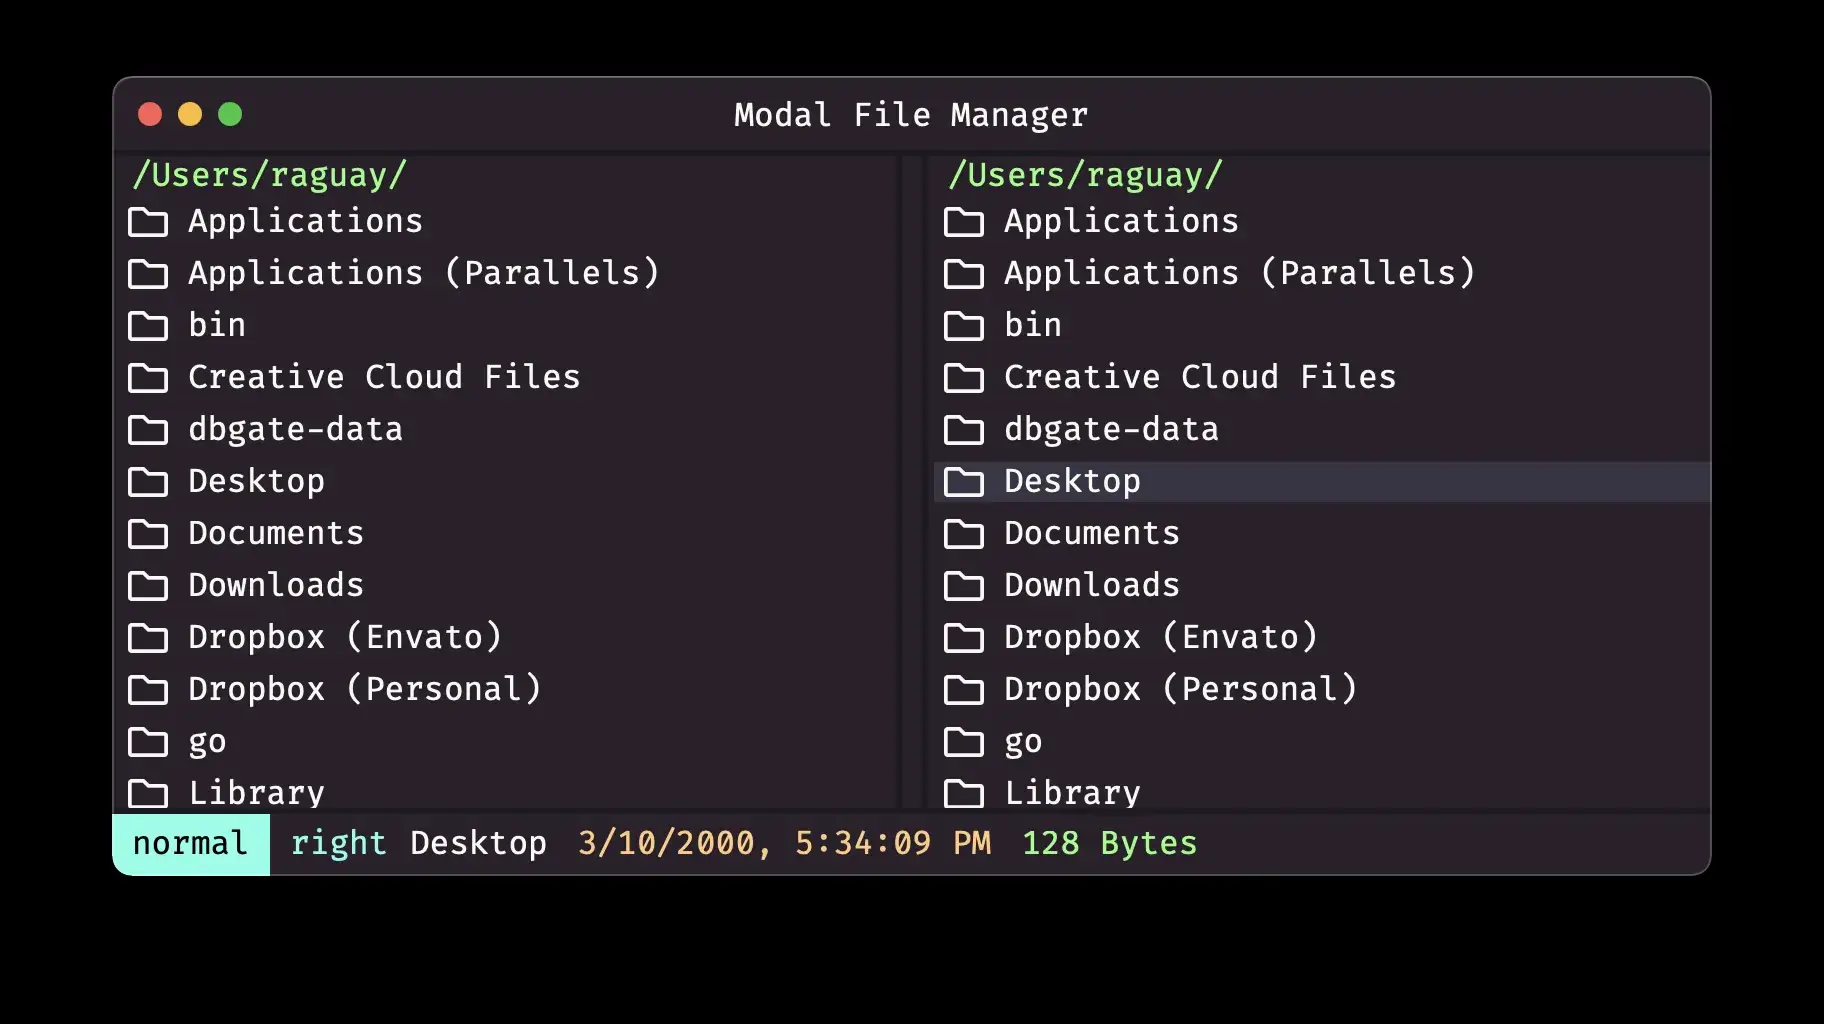 Modal File Manager
/Users/raguay/
Applications
Applications (Parallels)
bin
Creative Cloud Files
dbgate-data
Desktop
Documents
Downloads
Dropbox (Envato)
Dropbox (Personal)
go
Library
/Users/raguay/
Applications
Applications (Parallels)
bin
Creative Cloud Files
dbgate-data
Desktop
Documents
Downloads
Dropbox (Envato)
Dropbox (Personal)
go
Library
normal right Desktop 3/10/2000, 5:34:09 PM 128 Bytes